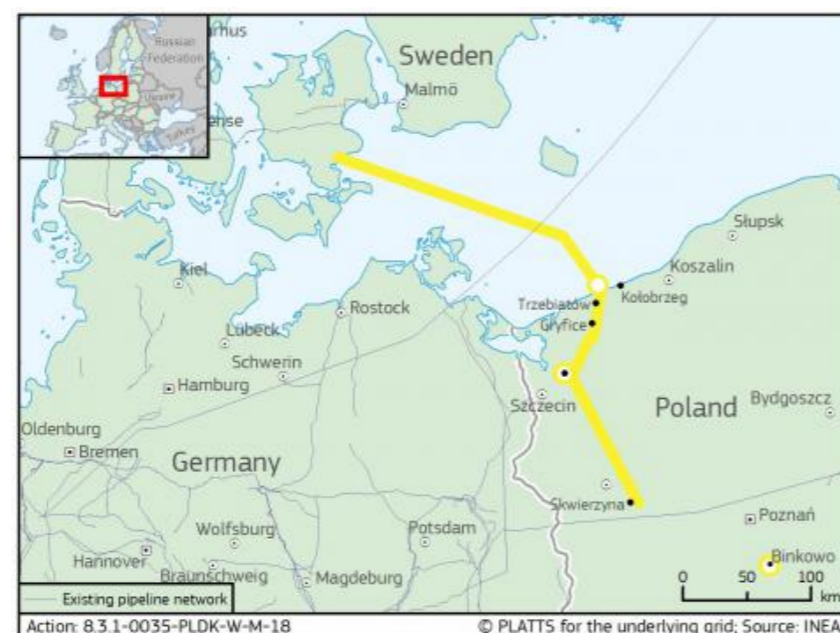 Russian
Federation
Ukraine
Turkey
Sweden
Malmö
Słupsk
Kiel
Koszalin
Trzebiatów
Kołobrzeg
Rostock
Gryfice
Lübeck
Schwerin
Hamburg
Szczecin
Poland
Bydgoszcz
Oldenburg
Bremen
Germany
Skwierzyna
Poznań
Wolfsburg
Potsdam
Hannover
Binkowo
Braunschweig
Magdeburg
0 50 100
km
Existing pipeline network
Action: 8.3.1-0035-PLDK-W-M-18
© PLATTS for the underlying grid; Source: INEA